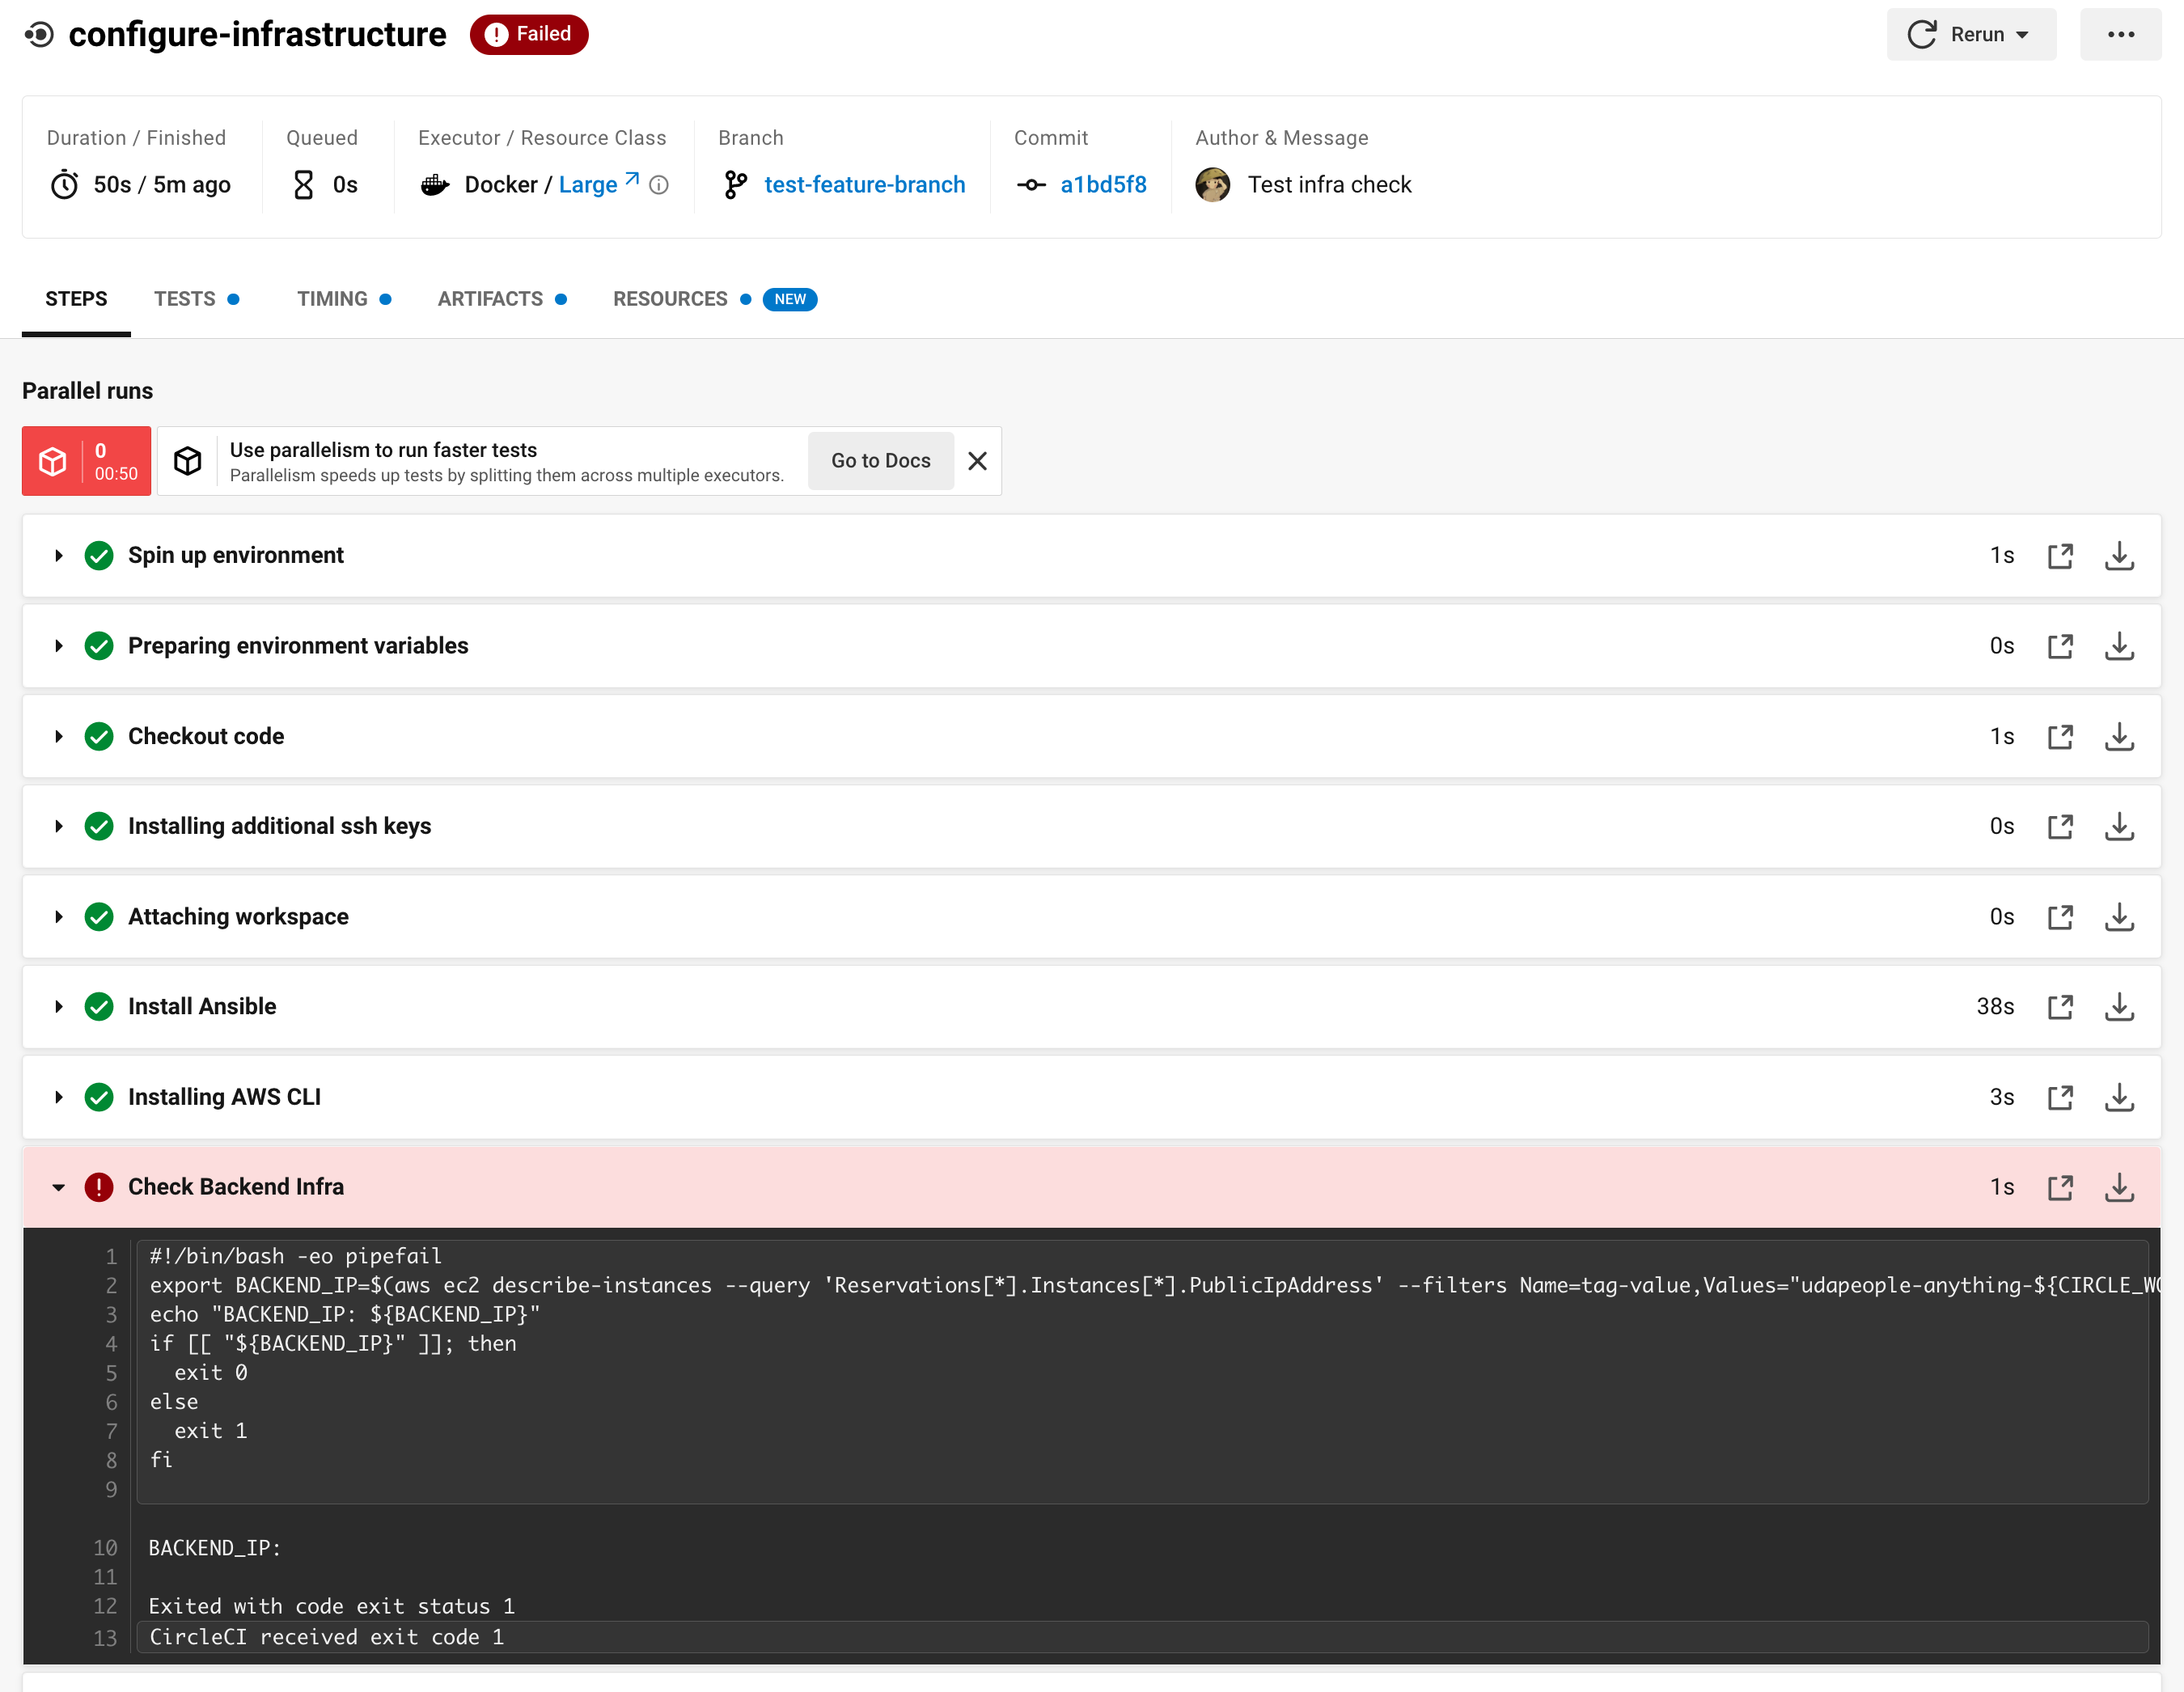 configure-infrastructure
Failed
Rerun
Duration / Finished
Queued
Executor / Resource Class
Branch
Commit
Author & Message
50s / 5m ago
0s
Docker / Large
test-feature-branch
a1bd5f8
Test infra check
STEPS
TESTS
TIMING
ARTIFACTS
RESOURCES
NEW
Parallel runs
0
00:50
Use parallelism to run faster tests
Parallelism speeds up tests by splitting them across multiple executors.
Go to Docs
Spin up environment
1s
Preparing environment variables
0s
Checkout code
1s
Installing additional ssh keys
0s
Attaching workspace
0s
Install Ansible
38s
Installing AWS CLI
3s
Check Backend Infra
1s
1 #!/bin/bash -eo pipefail
2 export BACKEND_IP=$(aws ec2 describe-instances --query 'Reservations[*].Instances[*].PublicIpAddress' --filters Name=tag-value,Values="udapeople-anything-${CIRCLE_WO
3 echo "BACKEND_IP: ${BACKEND_IP}"
4 if [[ "${BACKEND_IP}" ]]; then
5 exit 0
6 else
7 exit 1
8 fi
9
10 BACKEND_IP:
11
12 Exited with code exit status 1
13 CircleCI received exit code 1